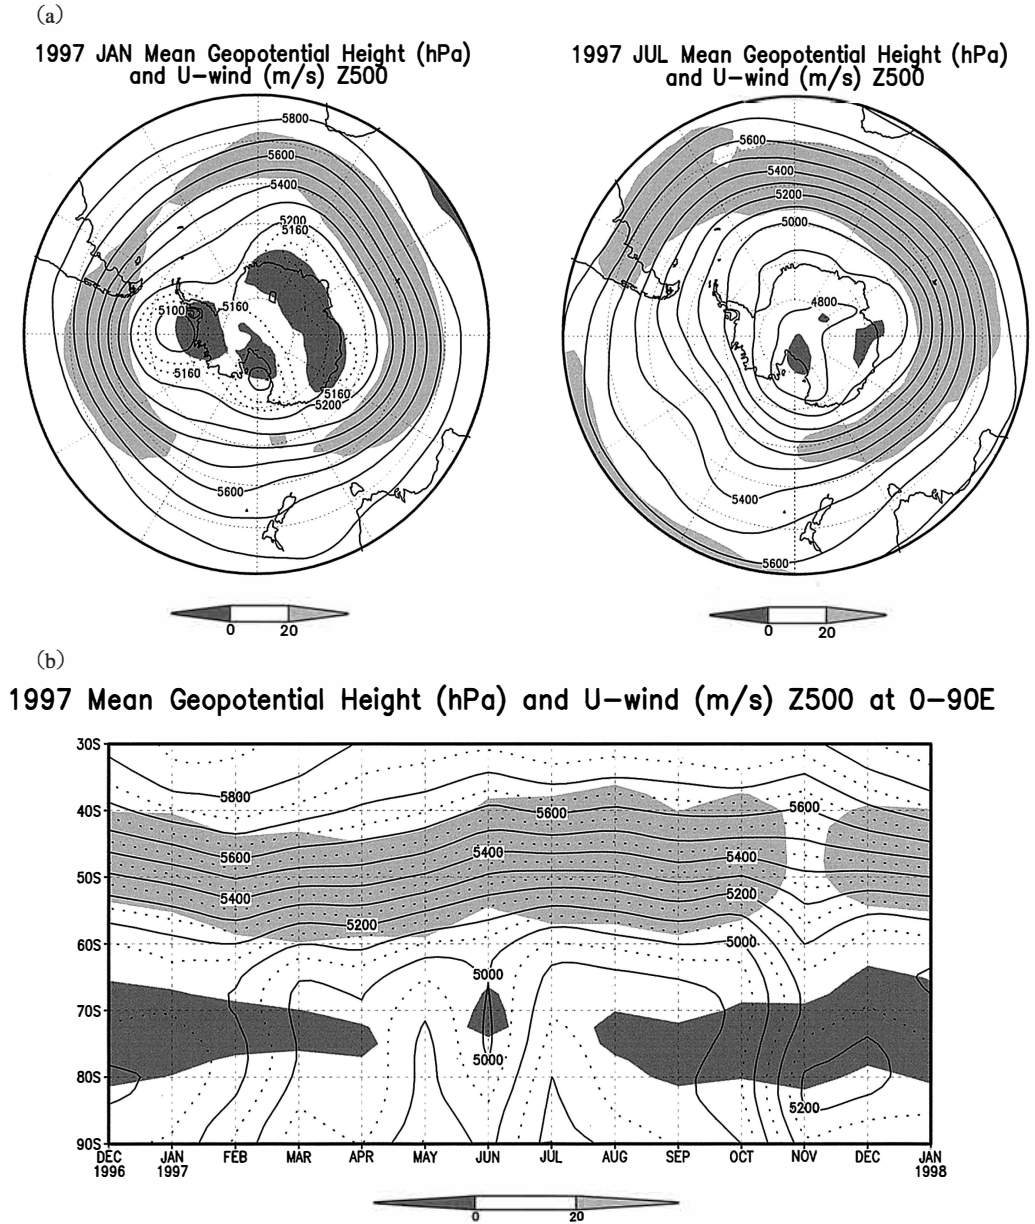 (a)
1997 JAN Mean Geopotential Height (hPa)
and U-wind (m/s) Z500
5800
5600
5400
5200
5160
5100
5160
5160
5160
5200
5600
0 20
1997 JUL Mean Geopotential Height (hPa)
and U-wind (m/s) Z500
5600
5400
5200
5000
4800
5400
5600
0 20
(b)
1997 Mean Geopotential Height (hPa) and U-wind (m/s) Z500 at 0-90E
30S
5800
5600
40S
5600
5600
5400
5400
50S
5400
5200
5200
5000
60S
5000
70S
5000
80S
5200
90S
DEC JAN FEB MAR APR MAY JUN JUL AUG SEP OCT NOV DEC JAN
1996 1997 1998
0 20